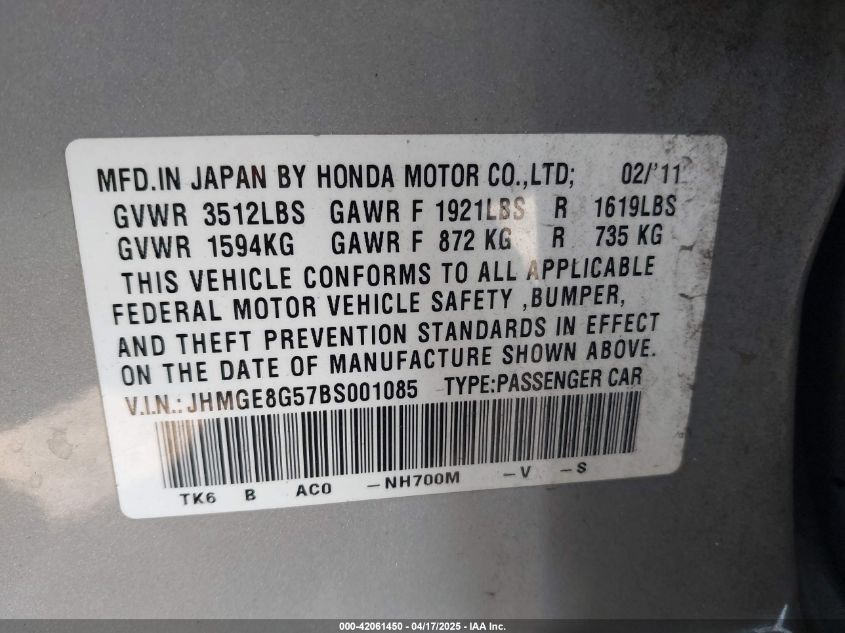 MFD.IN JAPAN BY HONDA MOTOR CO.,LTD; 02/'11
GVWR 3512LBS GAWR F 1921LBS R 1619LBS
GVWR 1594KG GAWR F 872 KG R 735 KG
THIS VEHICLE CONFORMS TO ALL APPLICABLE
FEDERAL MOTOR VEHICLE SAFETY ,BUMPER,
AND THEFT PREVENTION STANDARDS IN EFFECT
ON THE DATE OF MANUFACTURE SHOWN ABOVE.
V.I.N.: JHMGE8G57BS001085 TYPE:PASSENGER CAR
TK6 B AC0 -NH700M -V -S
000-42061450 - 04/17/2025 - IAA Inc.